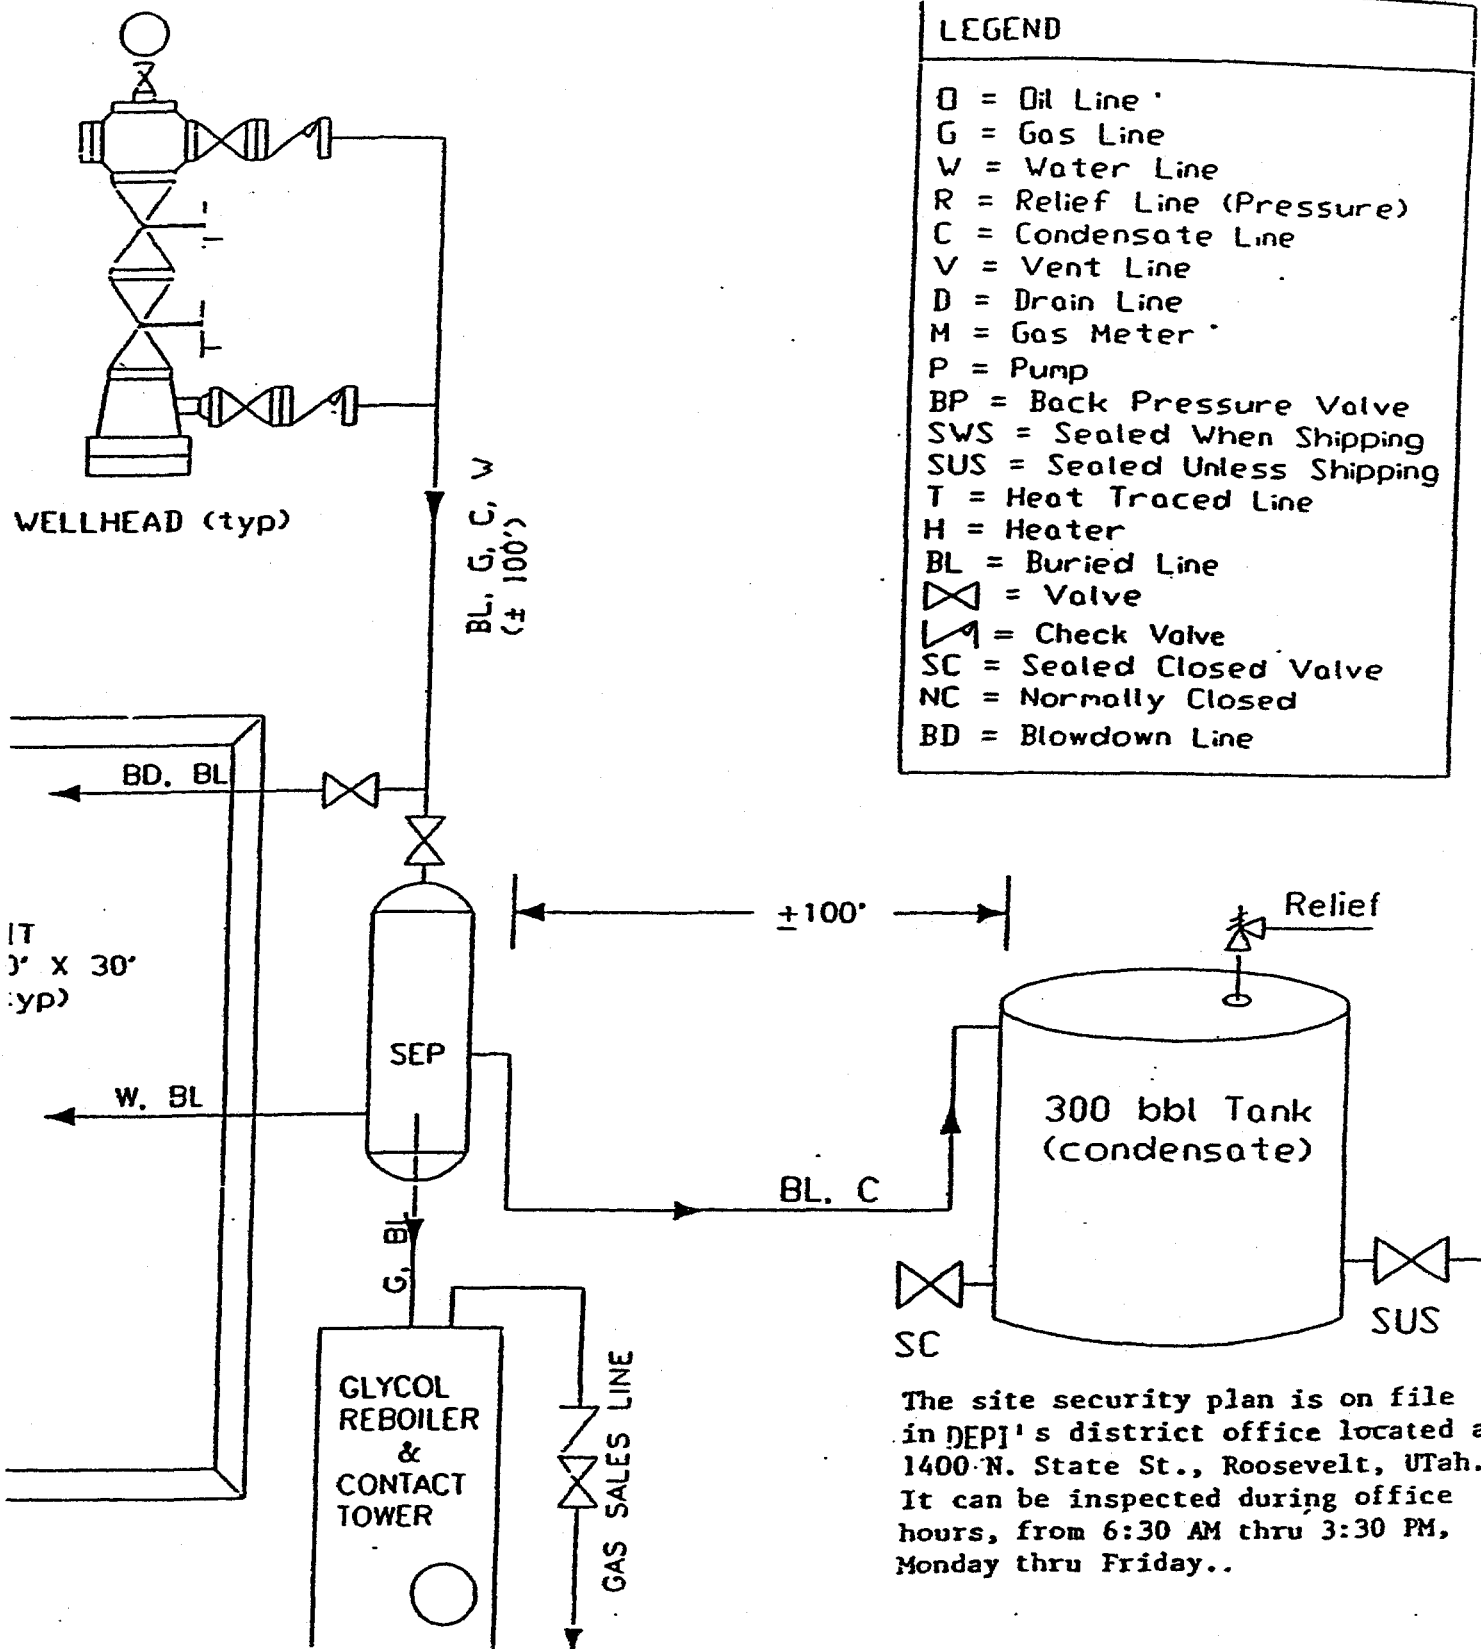 LEGEND
O = Oil Line
G = Gas Line
W = Water Line
R = Relief Line (Pressure)
C = Condensate Line
V = Vent Line
D = Drain Line
M = Gas Meter
P = Pump
BP = Back Pressure Valve
SWS = Sealed When Shipping
SUS = Sealed Unless Shipping
T = Heat Traced Line
H = Heater
BL = Buried Line
= Valve
= Check Valve
SC = Sealed Closed Valve
NC = Normally Closed
BD = Blowdown Line
WELLHEAD (typ)
BL, G, C, W
(± 100')
BD. BL
±100'
Relief
IT
0' X 30'
typ)
SEP
W. BL
300 bbl Tank
(condensate)
BL. C
G, BL
SC
SUS
GLYCOL
REBOILER
&
CONTACT
TOWER
GAS SALES LINE
The site security plan is on file
in DEPI's district office located a
1400 N. State St., Roosevelt, UTah.
It can be inspected during office
hours, from 6:30 AM thru 3:30 PM,
Monday thru Friday..